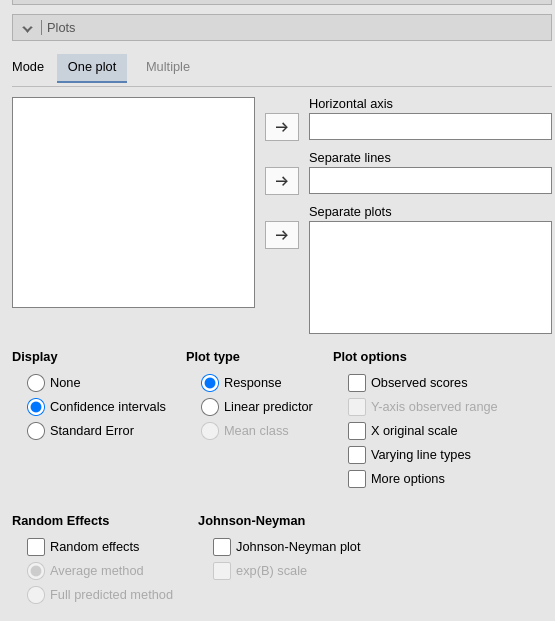 Plots
Mode One plot Multiple
Horizontal axis
Separate lines
Separate plots
Display Plot type Plot options
None Response Observed scores
Confidence intervals Linear predictor Y-axis observed range
Standard Error Mean class X original scale
Varying line types
More options
Random Effects Johnson-Neyman
Random effects Johnson-Neyman plot
Average method exp(B) scale
Full predicted method